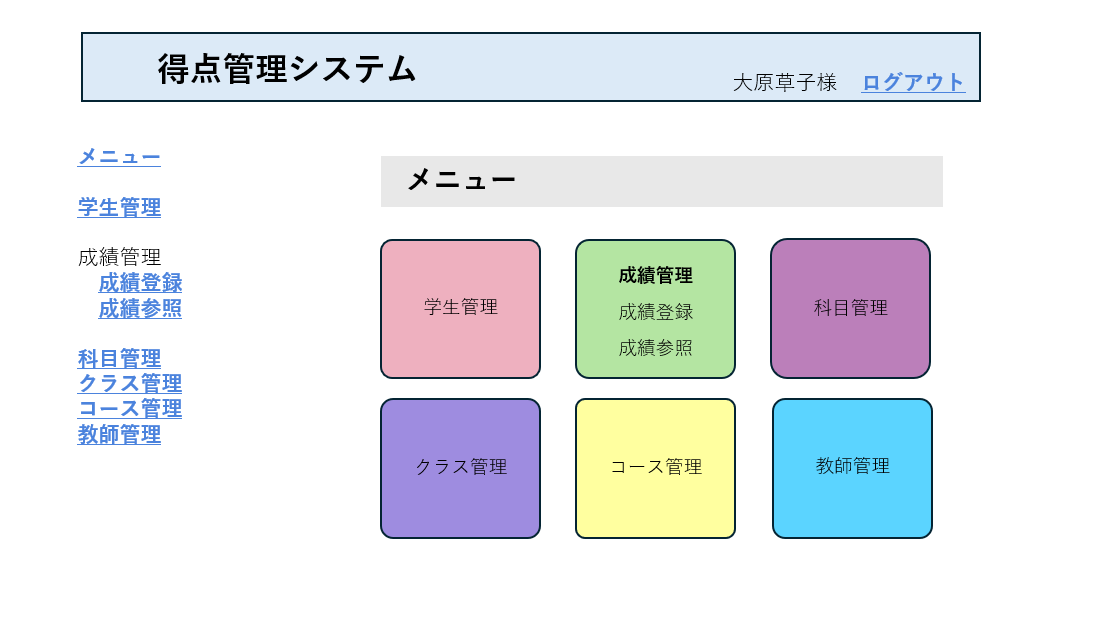 得点管理システム
大原草子様　ログアウト
メニュー
学生管理
成績管理
成績登録
成績参照
科目管理
クラス管理
コース管理
教師管理
メニュー
学生管理
成績管理
成績登録
成績参照
科目管理
クラス管理
コース管理
教師管理